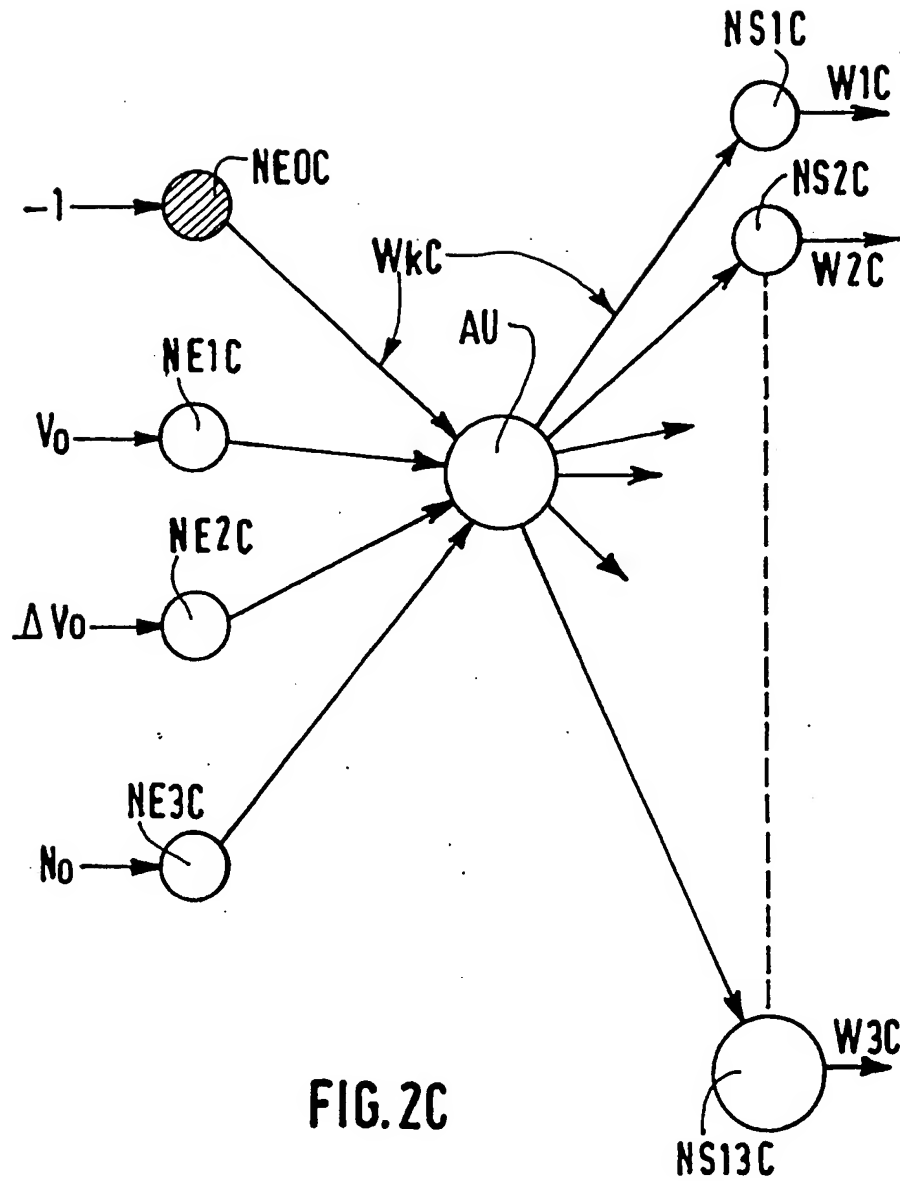 NS1C
W1C
NE0C
-1
NS2C
WkC
W2C
AU
NE1C
V0
NE2C
ΔV0
NE3C
N0
W3C
FIG. 2C
NS13C